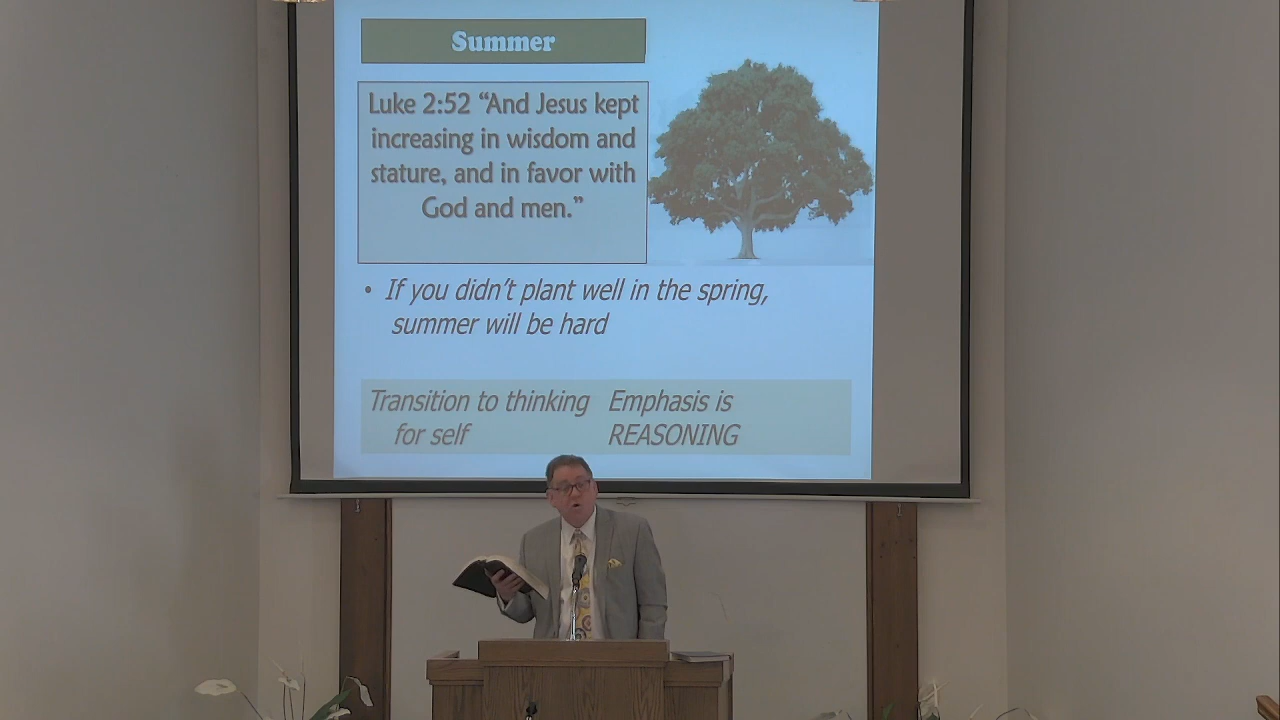 Summer
Luke 2:52 “And Jesus kept
increasing in wisdom and
stature, and in favor with
God and men.”
• If you didn’t plant well in the spring,
summer will be hard
Transition to thinking
for self
Emphasis is
REASONING